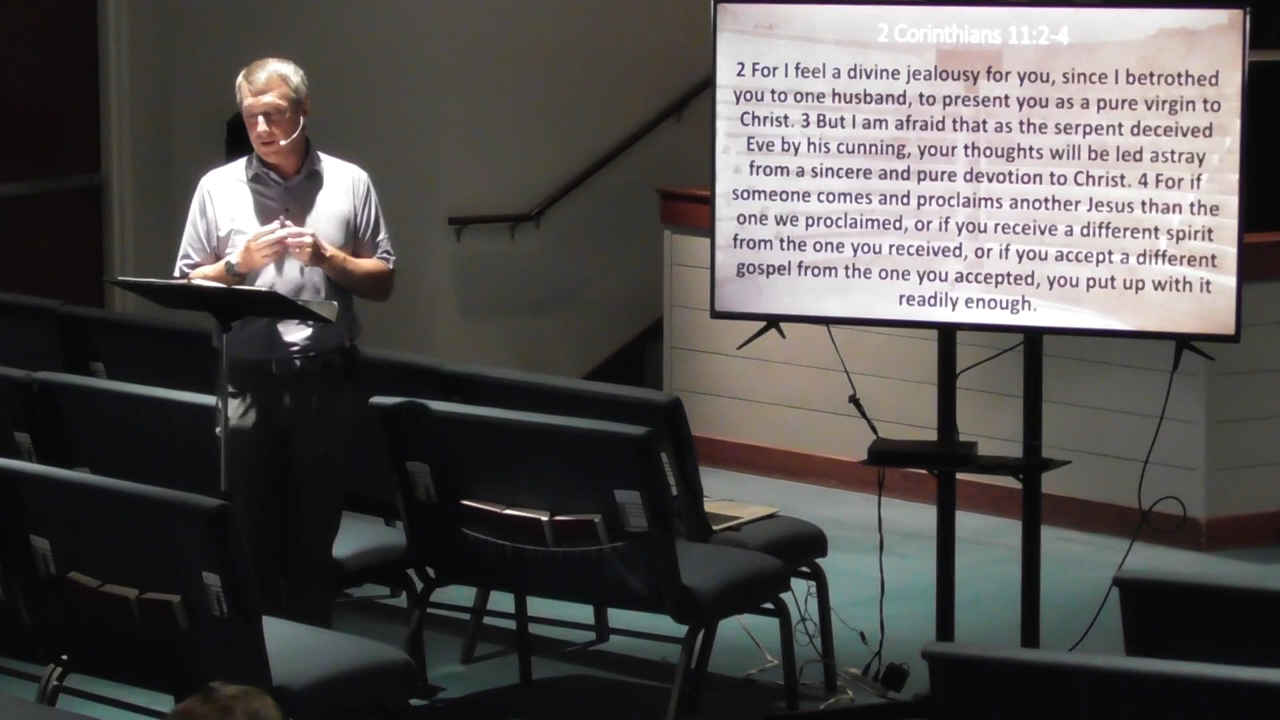 2 Corinthians 11:2-4
2 For I feel a divine jealousy for you, since I betrothed
you to one husband, to present you as a pure virgin to
Christ. 3 But I am afraid that as the serpent deceived
Eve by his cunning, your thoughts will be led astray
from a sincere and pure devotion to Christ. 4 For if
someone comes and proclaims another Jesus than the
one we proclaimed, or if you receive a different spirit
from the one you received, or if you accept a different
gospel from the one you accepted, you put up with it
readily enough.